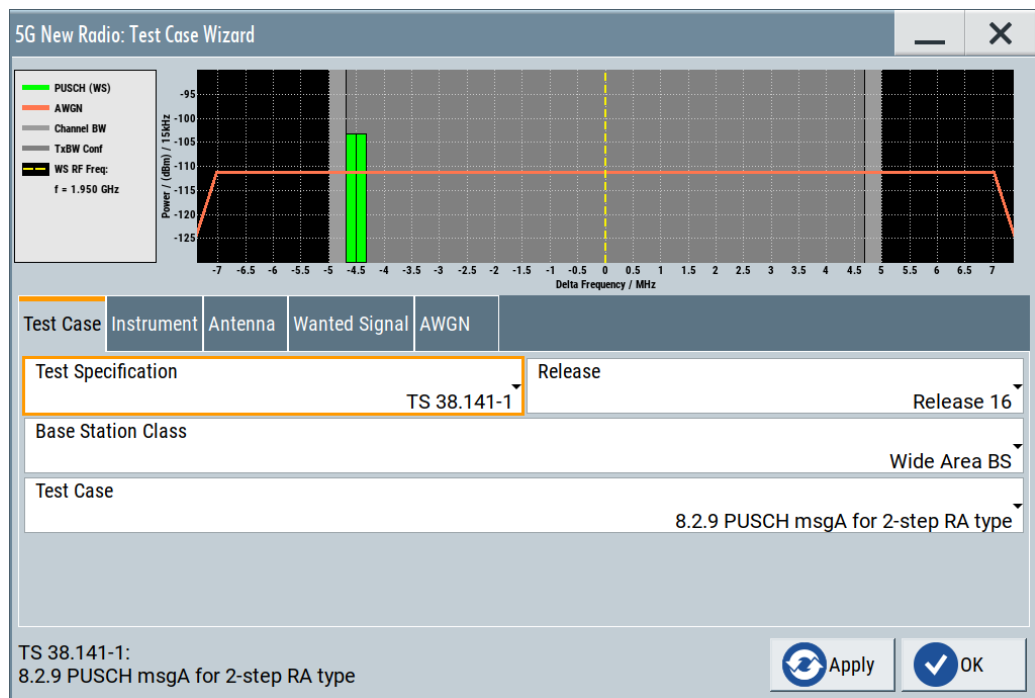 5G New Radio: Test Case Wizard
PUSCH (WS)
AWGN
Channel BW
TxBW Conf
WS RF Freq:
f = 1.950 GHz
Power / (dBm) / 15kHz
-95
-100
-105
-110
-115
-120
-125
-7 -6.5 -6 -5.5 -5 -4.5 -4 -3.5 -3 -2.5 -2 -1.5 -1 -0.5 0 0.5 1 1.5 2 2.5 3 3.5 4 4.5 5 5.5 6 6.5 7
Delta Frequency / MHz
Test Case Instrument Antenna Wanted Signal AWGN
Test Specification
TS 38.141-1
Release
Release 16
Base Station Class
Wide Area BS
Test Case
8.2.9 PUSCH msgA for 2-step RA type
TS 38.141-1:
8.2.9 PUSCH msgA for 2-step RA type
Apply
OK